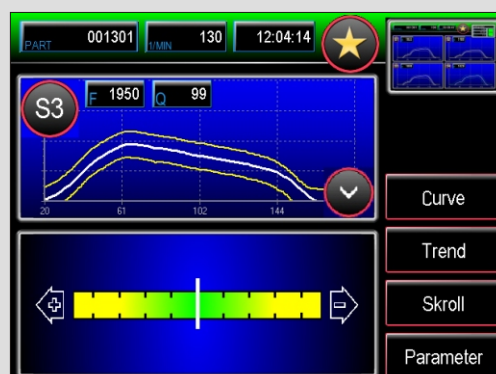 PART 001301 1/MIN 130 12:04:14
S3 F 1950 Q 99
20 61 102 144
Curve
Trend
Skroll
Parameter